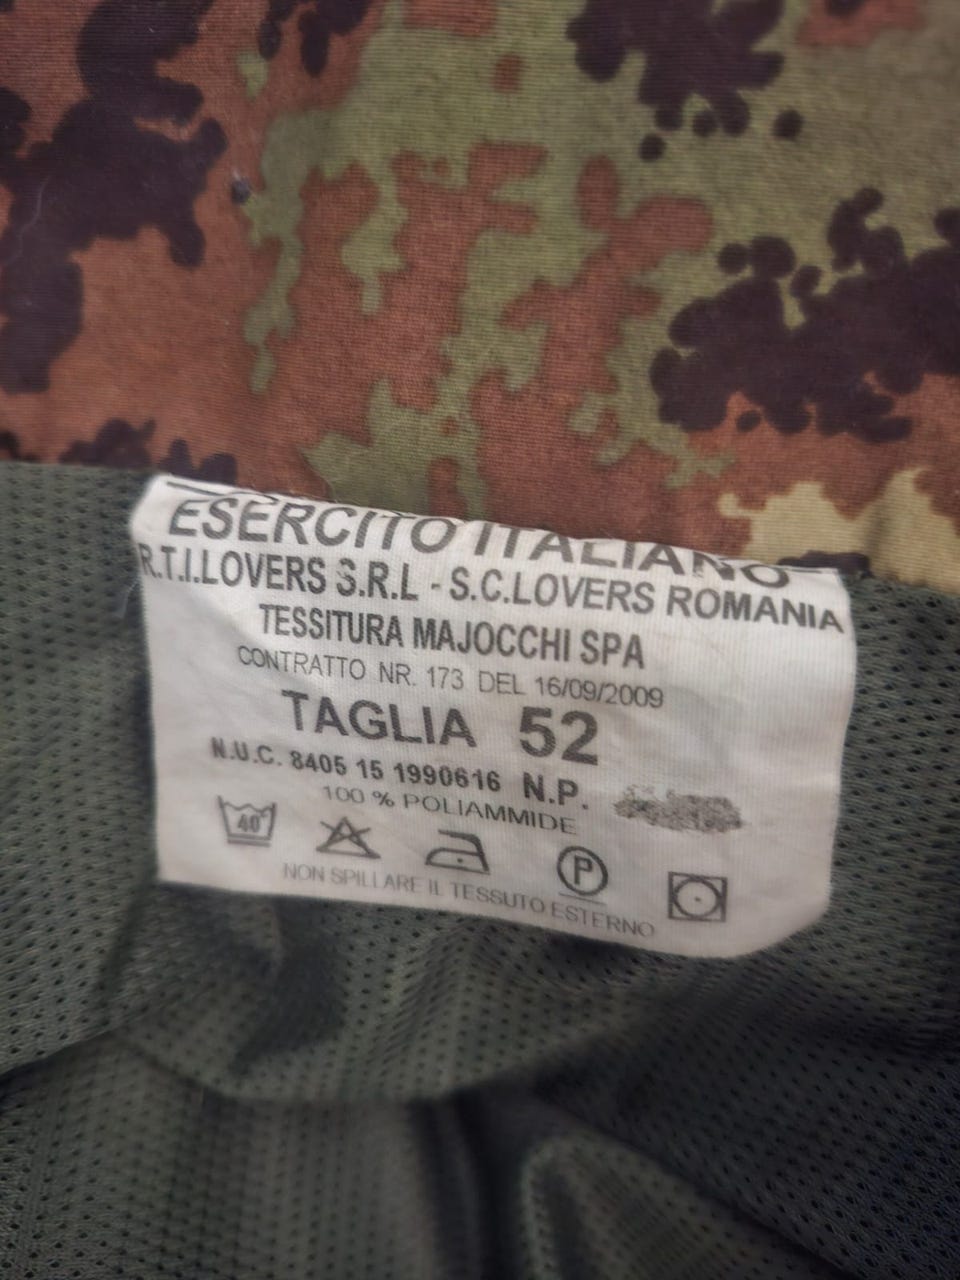 ESERCITO ITALIANO
R.T.I.LOVERS S.R.L - S.C.LOVERS ROMANIA
TESSITURA MAJOCCHI SPA
CONTRATTO NR. 173 DEL 16/09/2009
TAGLIA 52
N.U.C. 8405 15 1990616 N.P.
100 % POLIAMMIDE
40°
P
NON SPILLARE IL TESSUTO ESTERNO